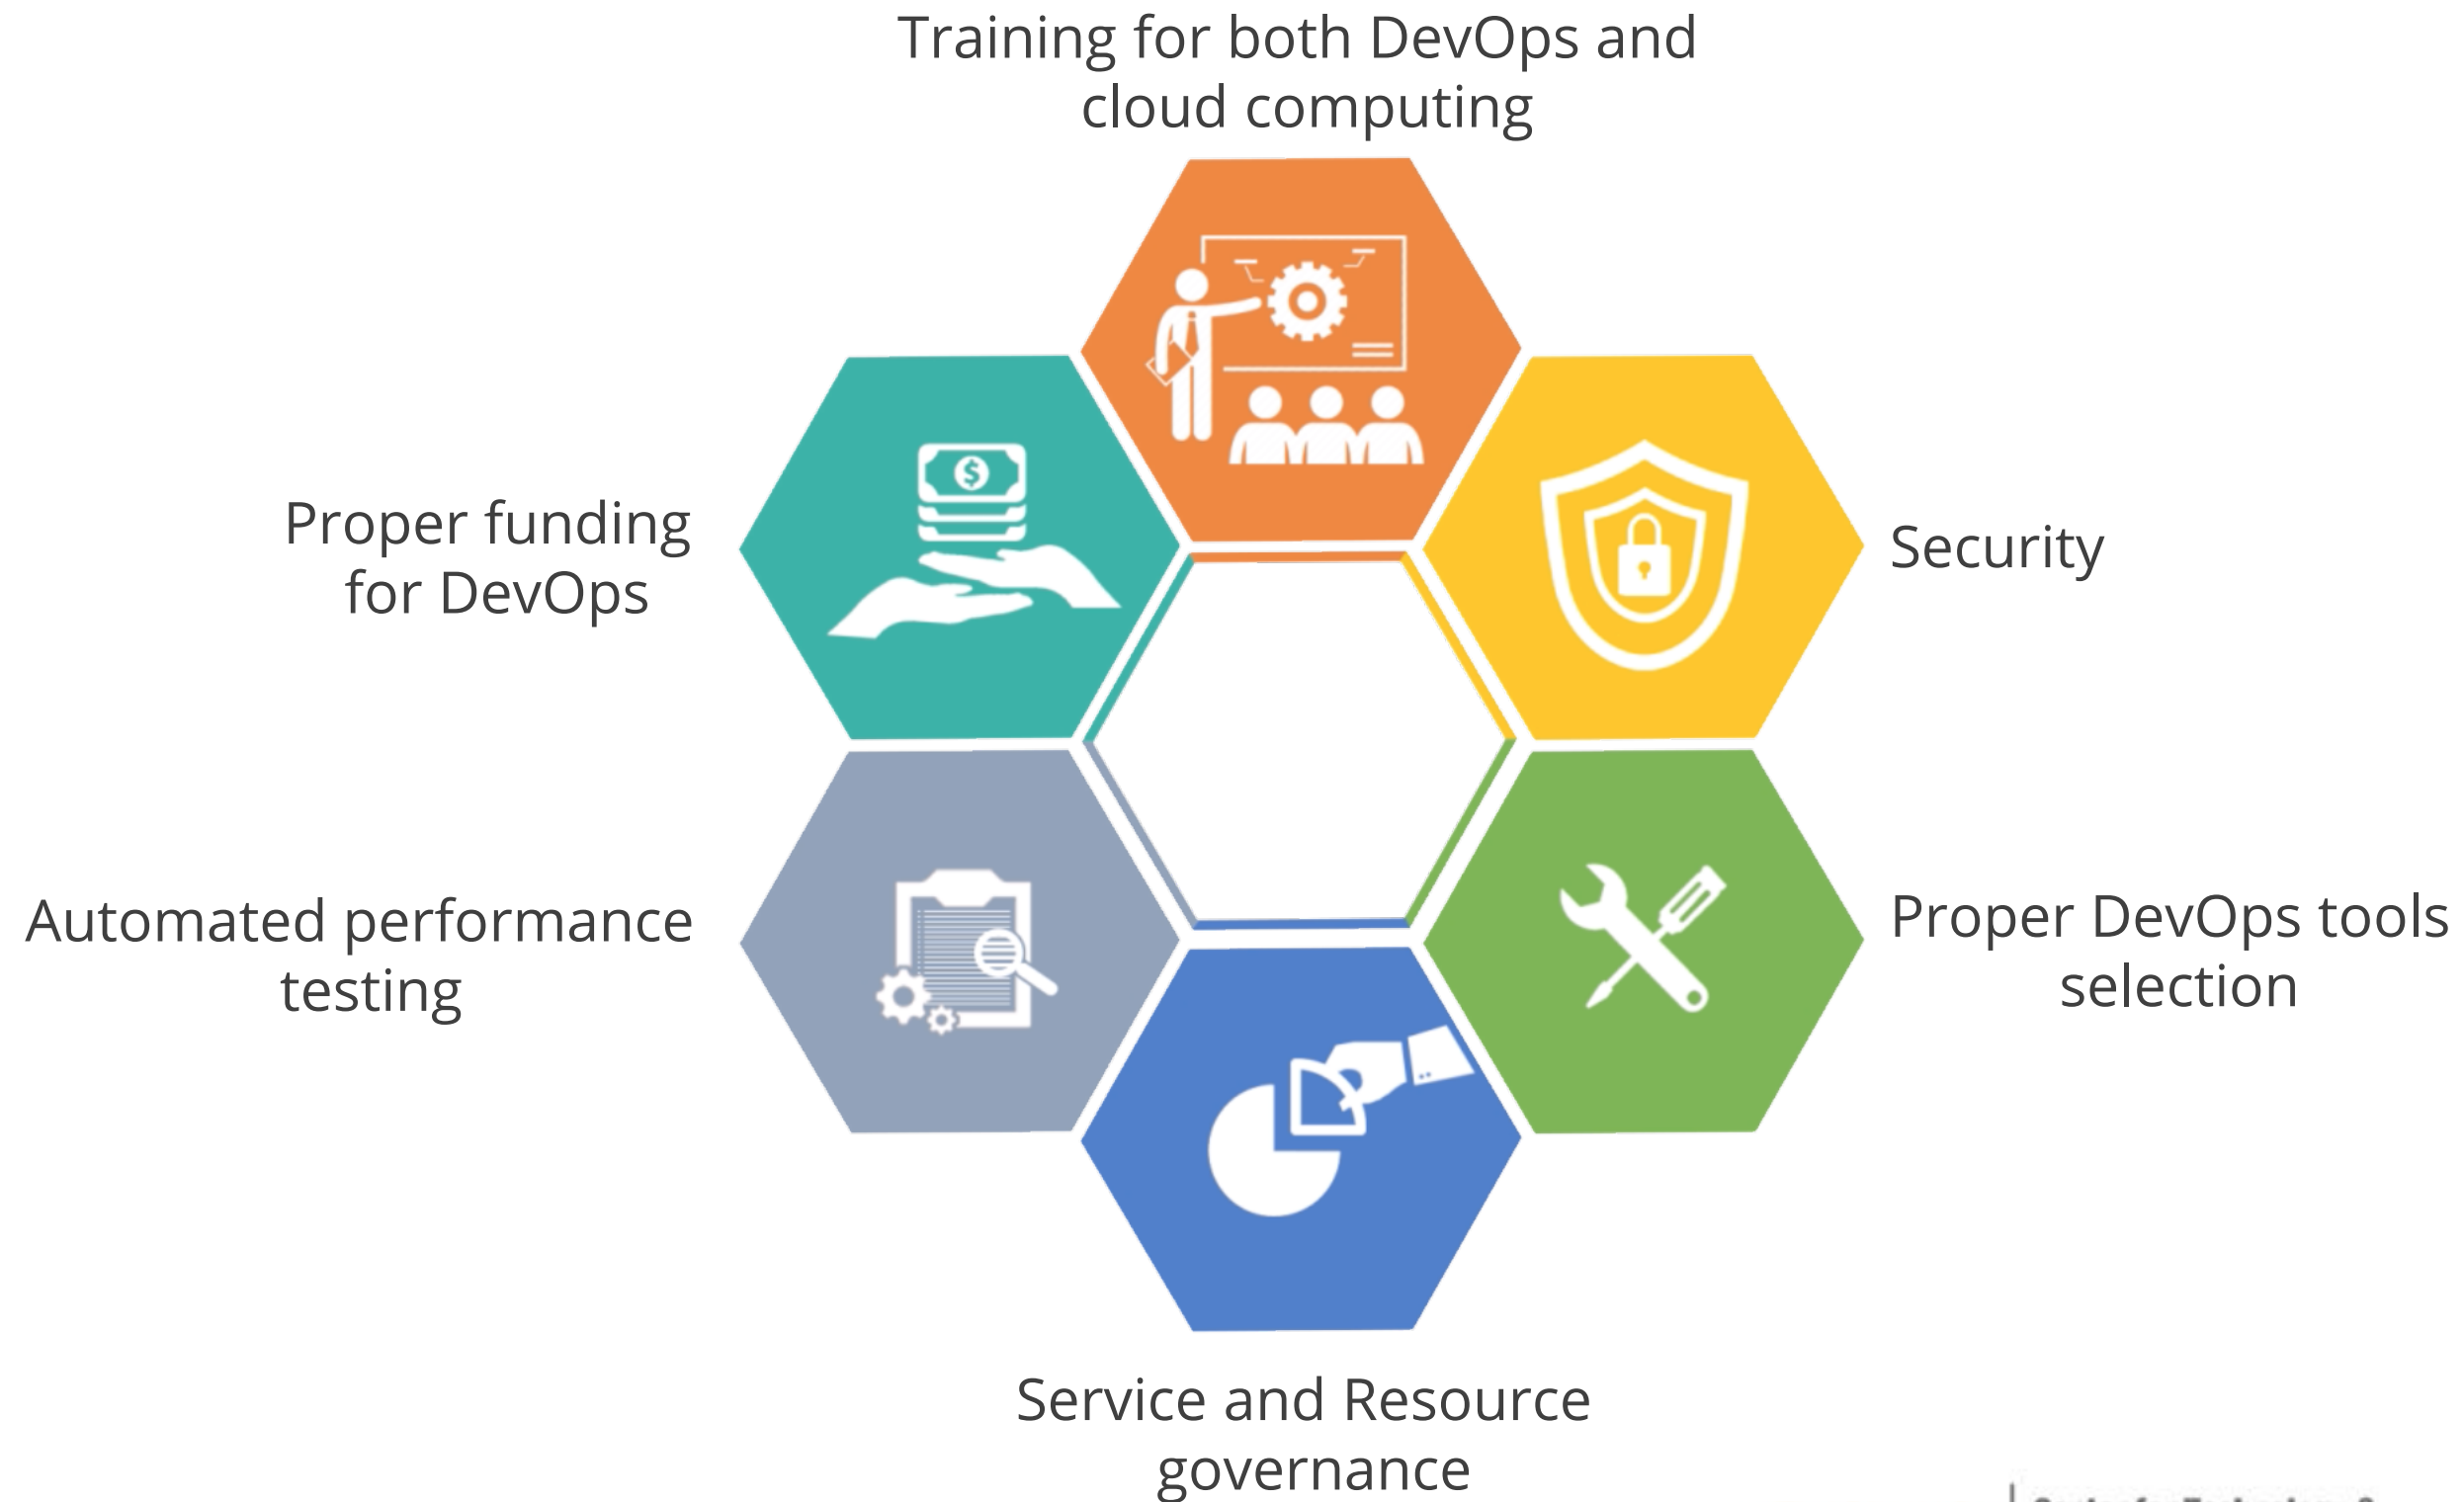 Training for both DevOps and
cloud computing
Proper funding
for DevOps
Security
Automated performance
testing
Proper DevOps tools
selection
Service and Resource
governance